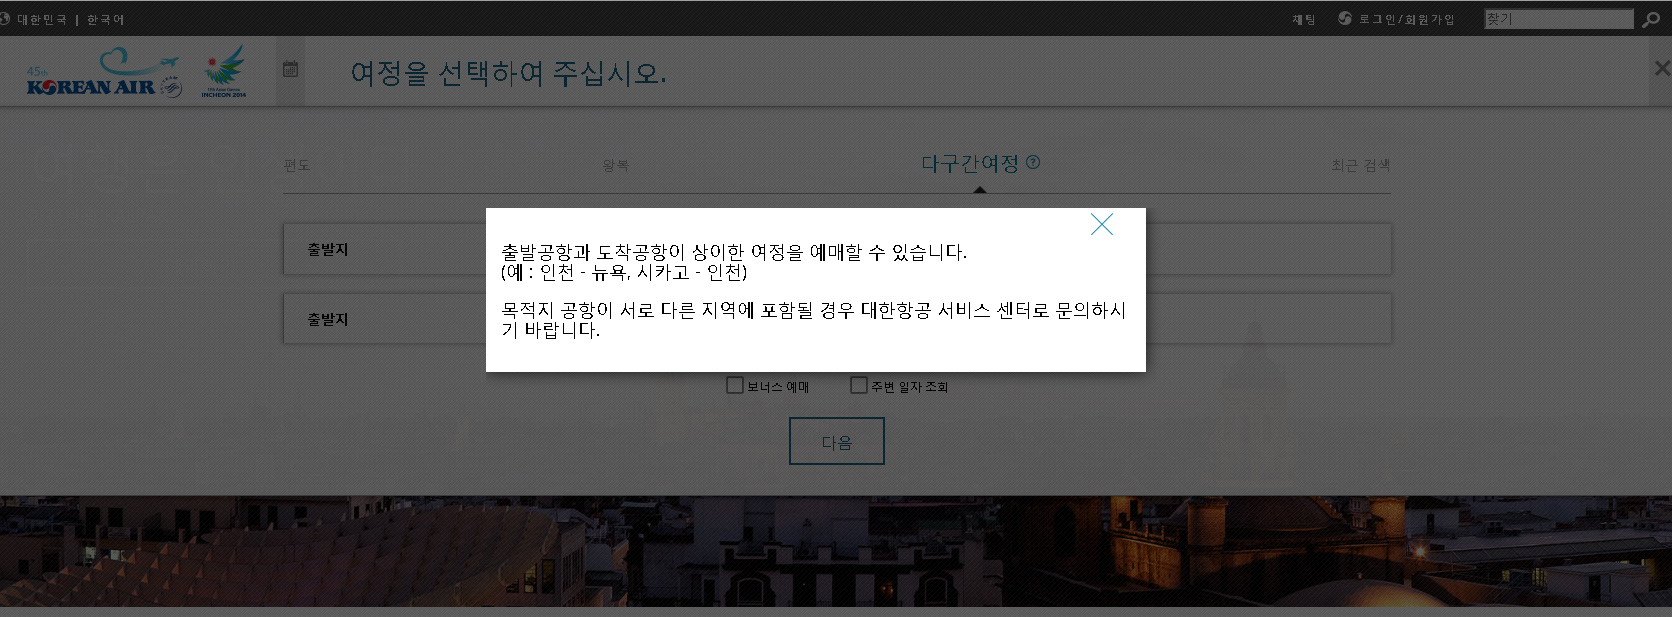 대한민국 | 한국어
채팅
로그인/회원가입
찾기
45th
KOREAN AIR
INCHEON 2014
여정을 선택하여 주십시오.
편도
왕복
다구간여정 ?
최근 검색
출발지
출발공항과 도착공항이 상이한 여정을 예매할 수 있습니다.
(예 : 인천 - 뉴욕, 시카고 - 인천)
목적지 공항이 서로 다른 지역에 포함될 경우 대한항공 서비스 센터로 문의하시
기 바랍니다.
출발지
보너스 예매
주변 일자 조회
다음